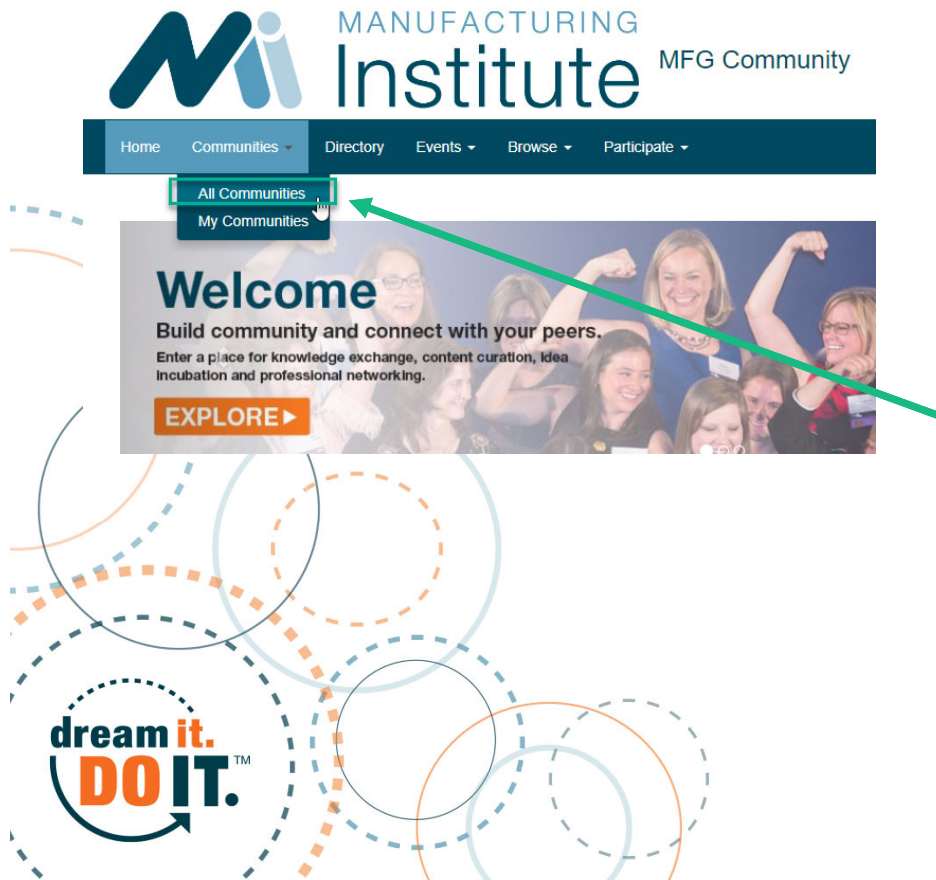 MANUFACTURING
Institute
MFG Community
Home Communities Directory Events Browse Participate
All Communities
My Communities
Welcome
Build community and connect with your peers.
Enter a place for knowledge exchange, content curation, idea
incubation and professional networking.
EXPLORE
dream it.
DO IT.™